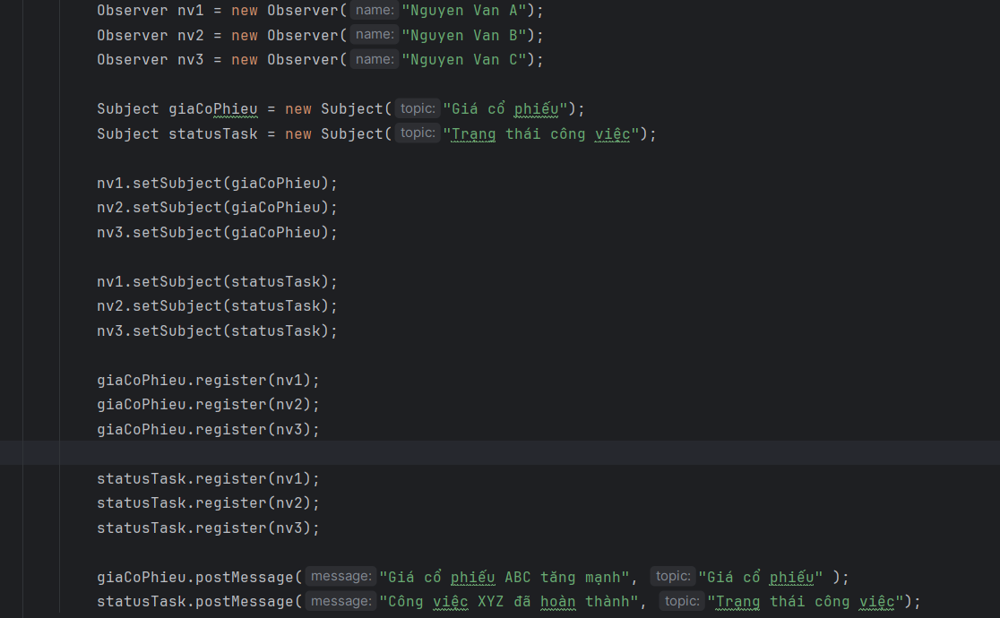 Observer nv1 = new Observer( name: "Nguyen Van A");
Observer nv2 = new Observer( name: "Nguyen Van B");
Observer nv3 = new Observer( name: "Nguyen Van C");
Subject giaCoPhieu = new Subject( topic: "Giá cổ phiếu");
Subject statusTask = new Subject( topic: "Trạng thái công việc");
nv1.setSubject(giaCoPhieu);
nv2.setSubject(giaCoPhieu);
nv3.setSubject(giaCoPhieu);
nv1.setSubject(statusTask);
nv2.setSubject(statusTask);
nv3.setSubject(statusTask);
giaCoPhieu.register(nv1);
giaCoPhieu.register(nv2);
giaCoPhieu.register(nv3);
statusTask.register(nv1);
statusTask.register(nv2);
statusTask.register(nv3);
giaCoPhieu.postMessage( message: "Giá cổ phiếu ABC tăng mạnh", topic: "Giá cổ phiếu" );
statusTask.postMessage( message: "Công việc XYZ đã hoàn thành", topic: "Trạng thái công việc");